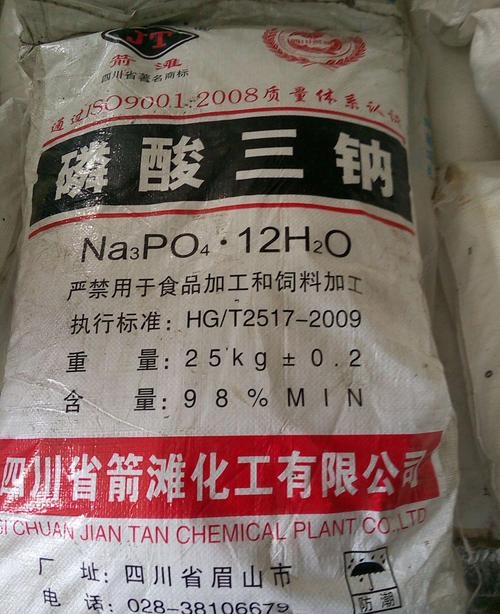 JT
箭滩
四川省著名商标
通过ISO9001:2008质量体系认证
磷酸三钠
Na₃PO₄·12H₂O
严禁用于食品加工和饲料加工
执行标准：HG/T2517-2009
重量：25kg±0.2
含量：98%MIN
四川省箭滩化工有限公司
SI CHUAN JIAN TAN CHEMICAL PLANT CO.,LTD
厂址：四川省眉山市
电话：028-38106679
防潮